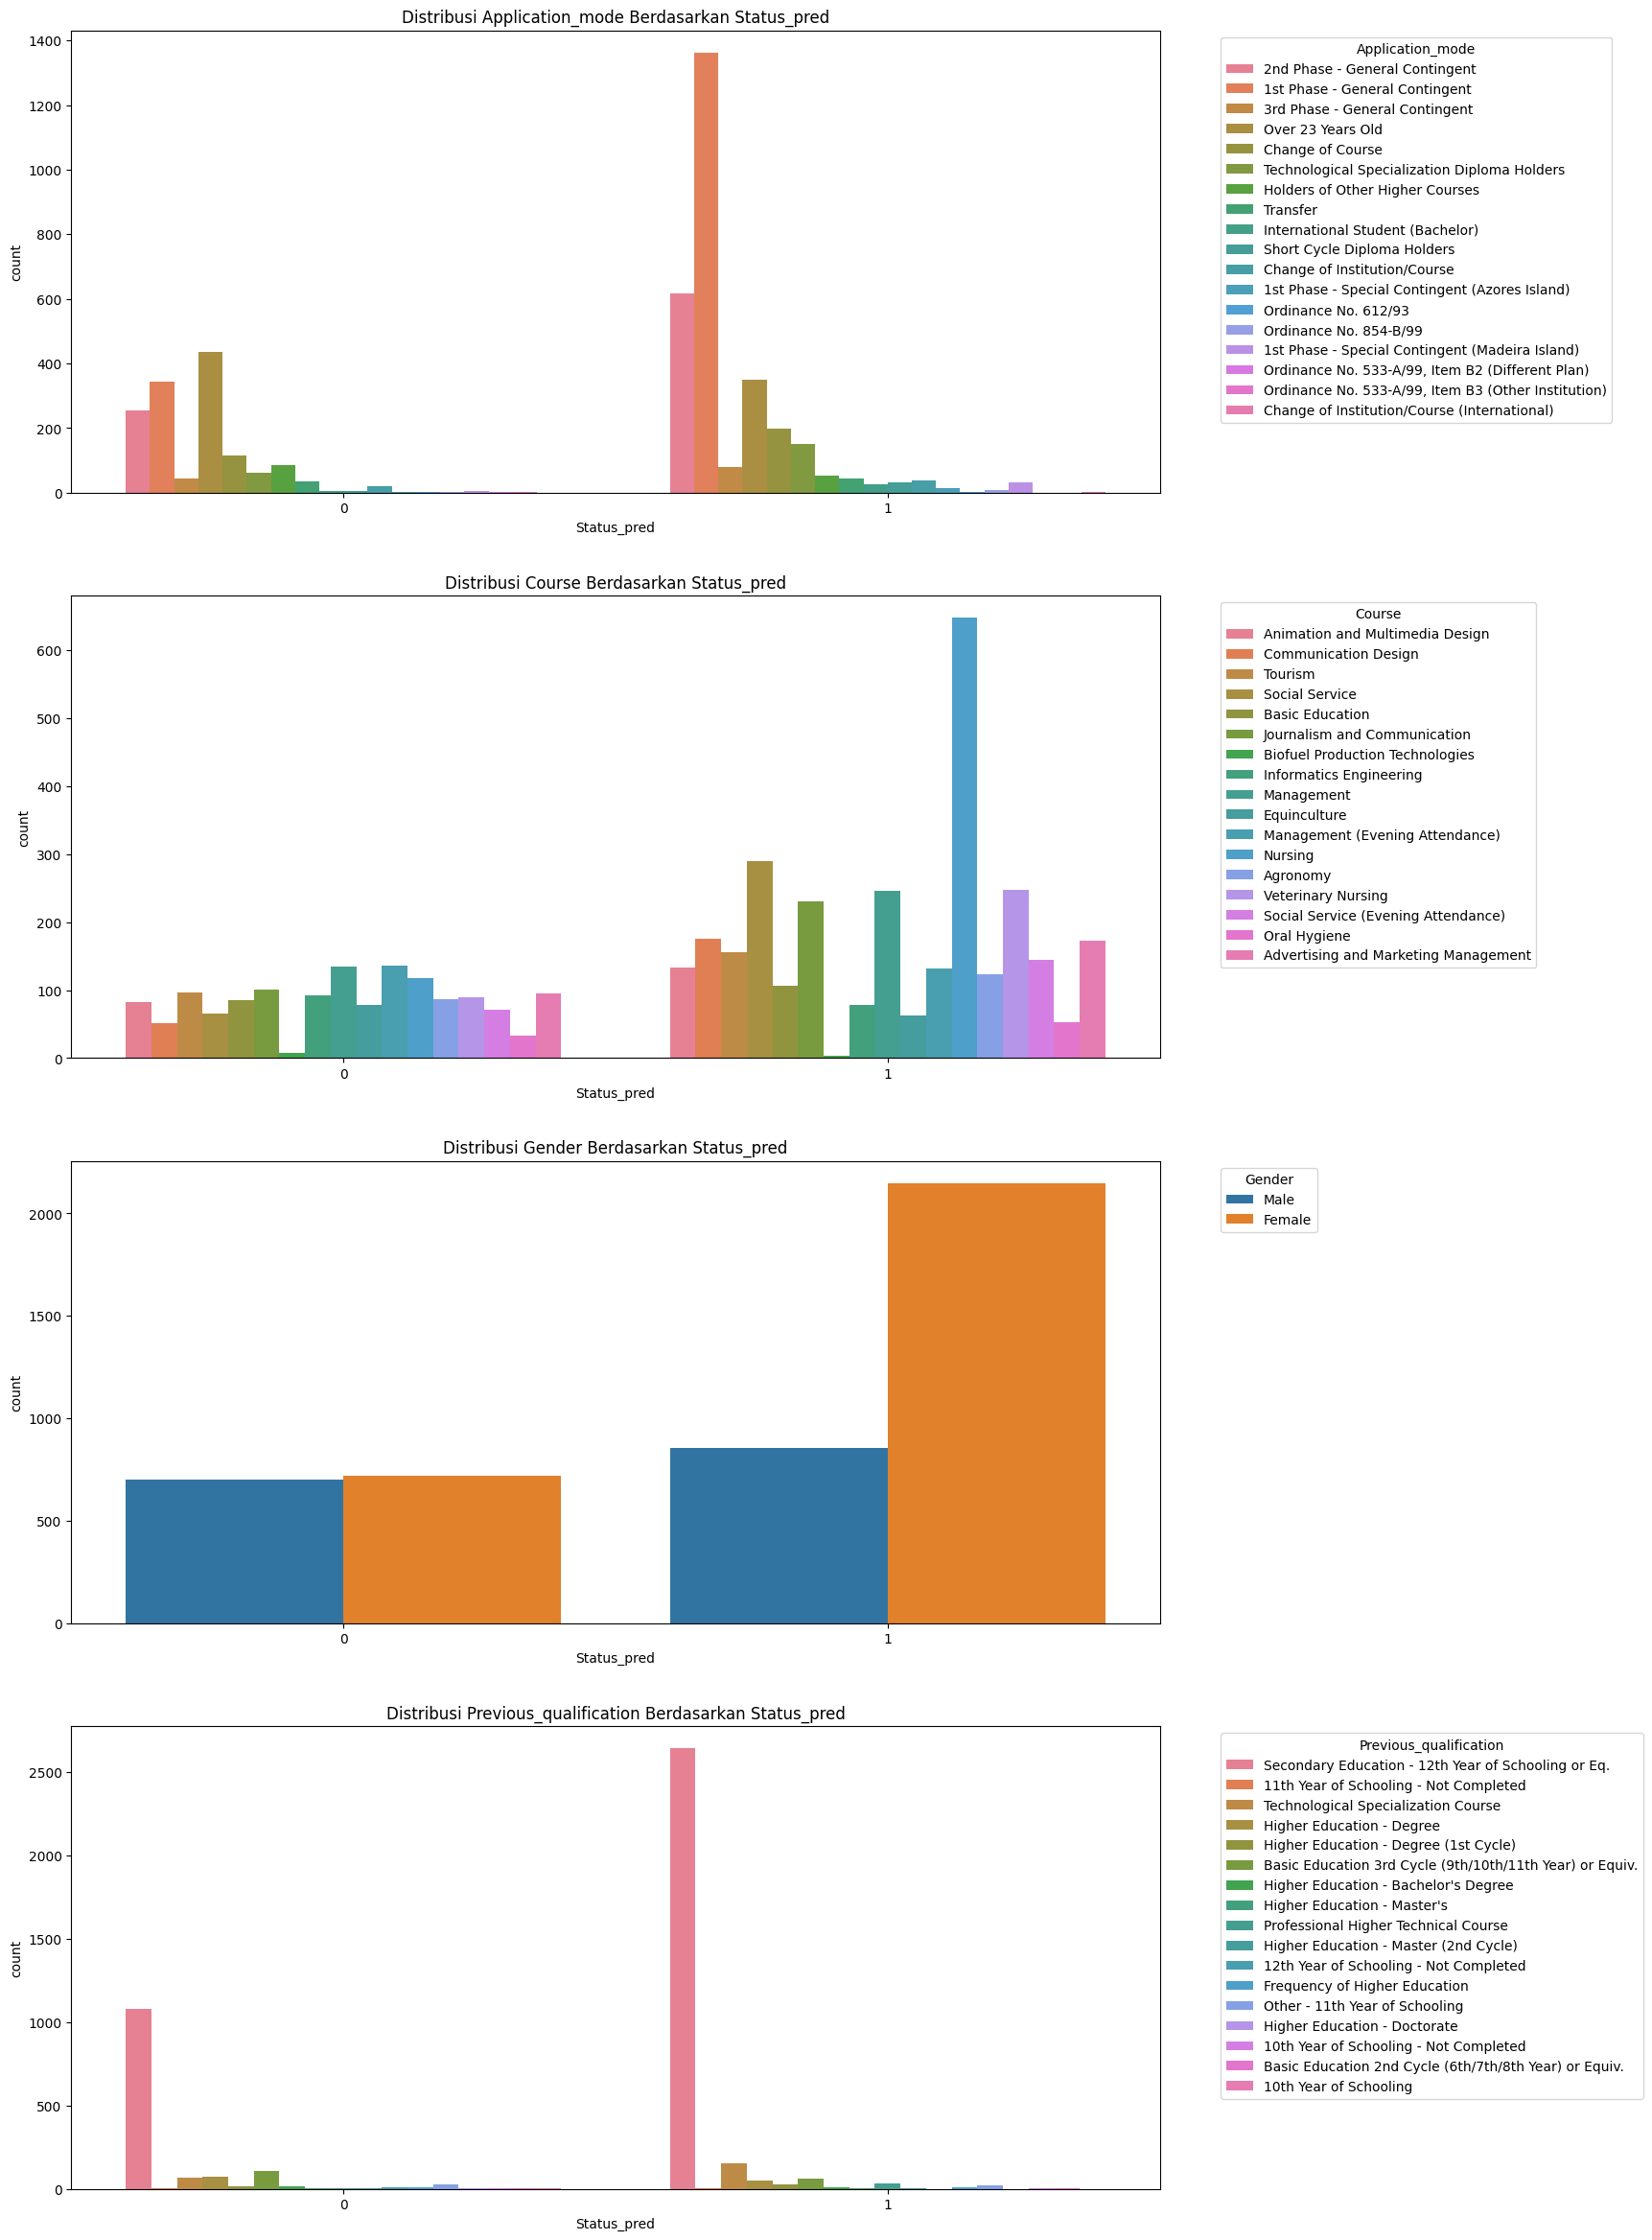 Distribusi Application_mode Berdasarkan Status_pred
1400
1200
1000
800
600
400
200
0
count
0
1
Status_pred
Application_mode
2nd Phase - General Contingent
1st Phase - General Contingent
3rd Phase - General Contingent
Over 23 Years Old
Change of Course
Technological Specialization Diploma Holders
Holders of Other Higher Courses
Transfer
International Student (Bachelor)
Short Cycle Diploma Holders
Change of Institution/Course
1st Phase - Special Contingent (Azores Island)
Ordinance No. 612/93
Ordinance No. 854-B/99
1st Phase - Special Contingent (Madeira Island)
Ordinance No. 533-A/99, Item B2 (Different Plan)
Ordinance No. 533-A/99, Item B3 (Other Institution)
Change of Institution/Course (International)
Distribusi Course Berdasarkan Status_pred
600
500
400
300
200
100
0
count
0
1
Status_pred
Course
Animation and Multimedia Design
Communication Design
Tourism
Social Service
Basic Education
Journalism and Communication
Biofuel Production Technologies
Informatics Engineering
Management
Equinculture
Management (Evening Attendance)
Nursing
Agronomy
Veterinary Nursing
Social Service (Evening Attendance)
Oral Hygiene
Advertising and Marketing Management
Distribusi Gender Berdasarkan Status_pred
2000
1500
1000
500
0
count
0
1
Status_pred
Gender
Male
Female
Distribusi Previous_qualification Berdasarkan Status_pred
2500
2000
1500
1000
500
0
count
0
1
Status_pred
Previous_qualification
Secondary Education - 12th Year of Schooling or Eq.
11th Year of Schooling - Not Completed
Technological Specialization Course
Higher Education - Degree
Higher Education - Degree (1st Cycle)
Basic Education 3rd Cycle (9th/10th/11th Year) or Equiv.
Higher Education - Bachelor's Degree
Higher Education - Master's
Professional Higher Technical Course
Higher Education - Master (2nd Cycle)
12th Year of Schooling - Not Completed
Frequency of Higher Education
Other - 11th Year of Schooling
Higher Education - Doctorate
10th Year of Schooling - Not Completed
Basic Education 2nd Cycle (6th/7th/8th Year) or Equiv.
10th Year of Schooling